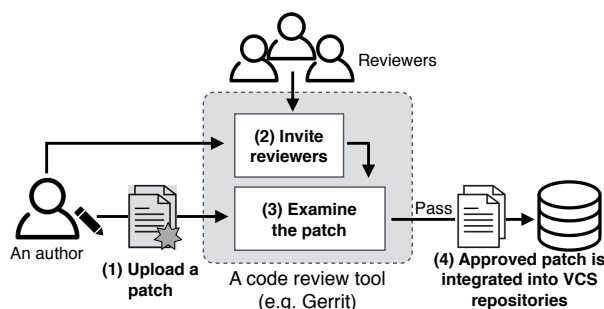 Reviewers
(2) Invite
reviewers
(3) Examine
the patch
Pass
An author
(1) Upload a
patch
A code review tool
(e.g. Gerrit)
(4) Approved patch is
integrated into VCS
repositories